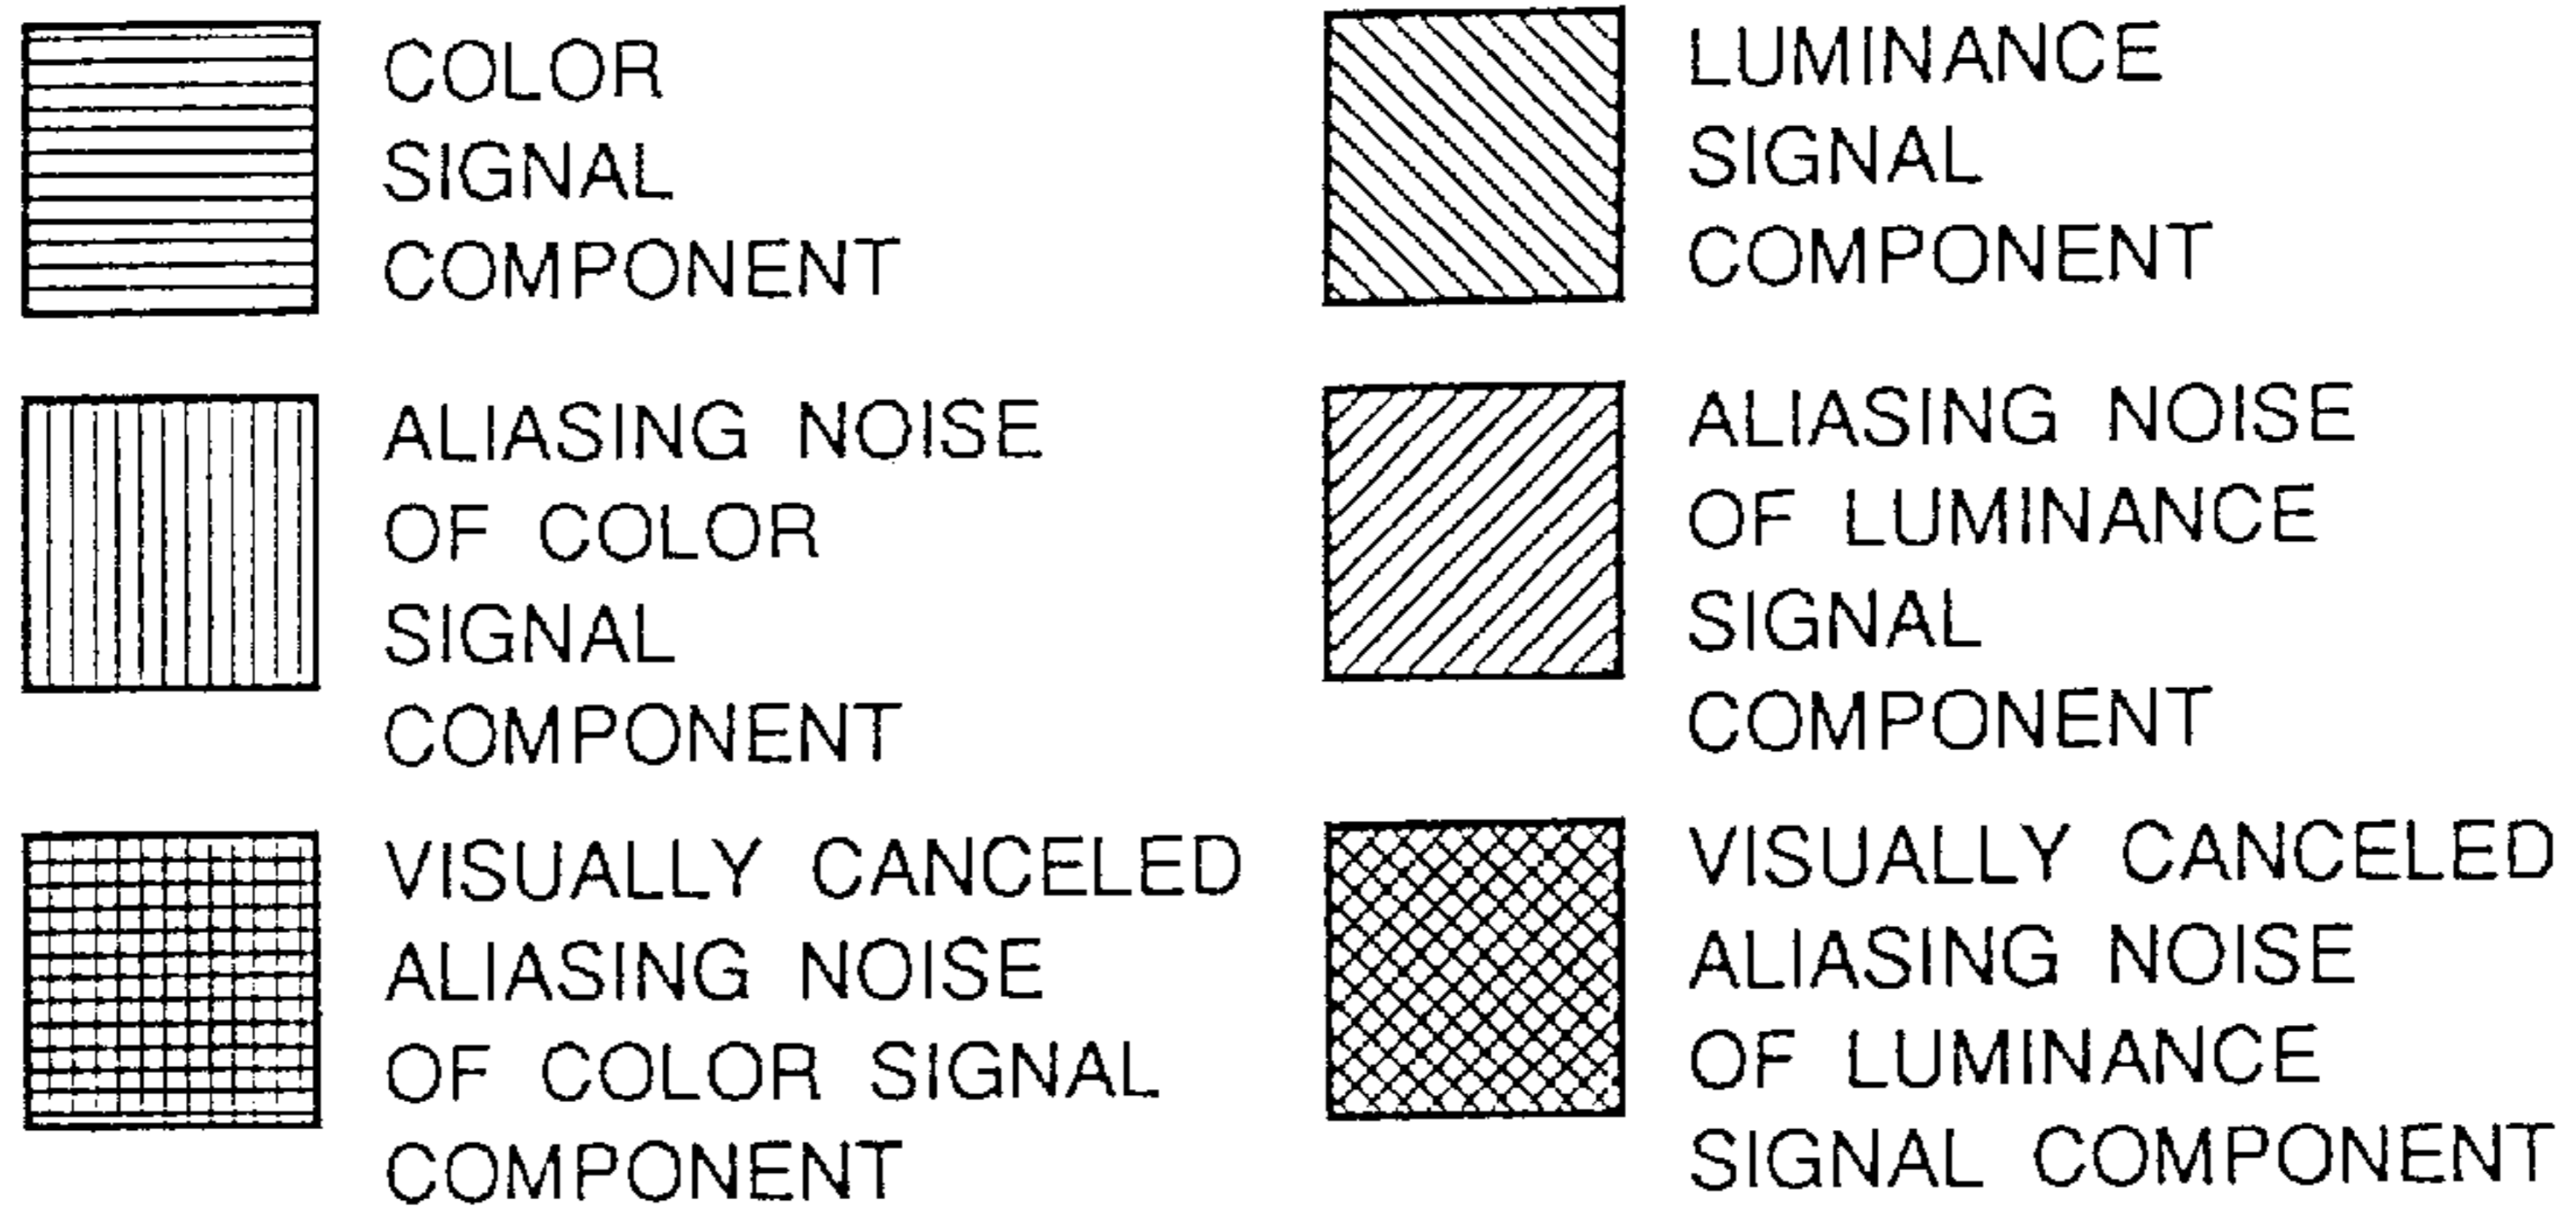 COLOR
SIGNAL
COMPONENT
LUMINANCE
SIGNAL
COMPONENT
ALIASING NOISE
OF COLOR
SIGNAL
COMPONENT
ALIASING NOISE
OF LUMINANCE
SIGNAL
COMPONENT
VISUALLY CANCELED
ALIASING NOISE
OF COLOR SIGNAL
COMPONENT
VISUALLY CANCELED
ALIASING NOISE
OF LUMINANCE
SIGNAL COMPONENT